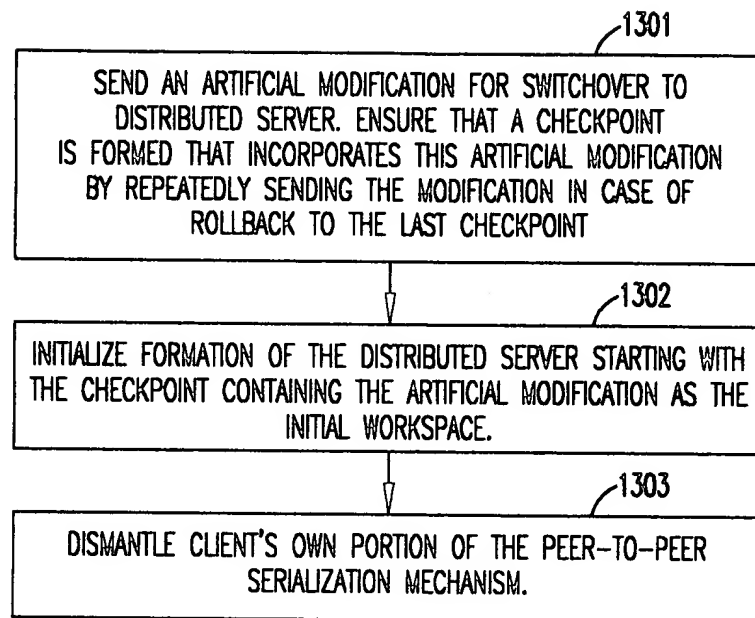 1301
SEND AN ARTIFICIAL MODIFICATION FOR SWITCHOVER TO
DISTRIBUTED SERVER. ENSURE THAT A CHECKPOINT
IS FORMED THAT INCORPORATES THIS ARTIFICIAL MODIFICATION
BY REPEATEDLY SENDING THE MODIFICATION IN CASE OF
ROLLBACK TO THE LAST CHECKPOINT
1302
INITIALIZE FORMATION OF THE DISTRIBUTED SERVER STARTING WITH
THE CHECKPOINT CONTAINING THE ARTIFICIAL MODIFICATION AS THE
INITIAL WORKSPACE.
1303
DISMANTLE CLIENT'S OWN PORTION OF THE PEER-TO-PEER
SERIALIZATION MECHANISM.